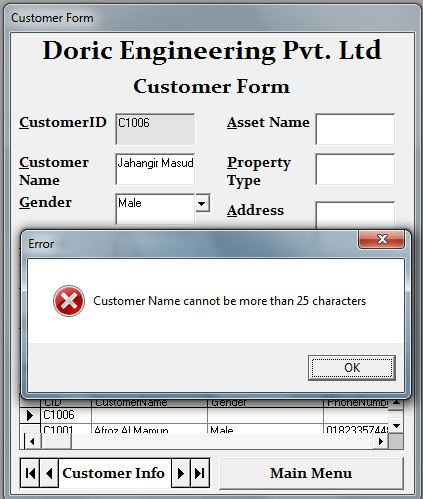 Customer Form
Doric Engineering Pvt. Ltd
Customer Form
CustomerID C1006 Asset Name
Customer Name Jahangir Masud Property Type
Gender Male Address
Error
Customer Name cannot be more than 25 characters
OK
CID CustomerName Gender PhoneNumb
C1006
C1001 Afroz Al Mamun Male 01823357448
Customer Info Main Menu